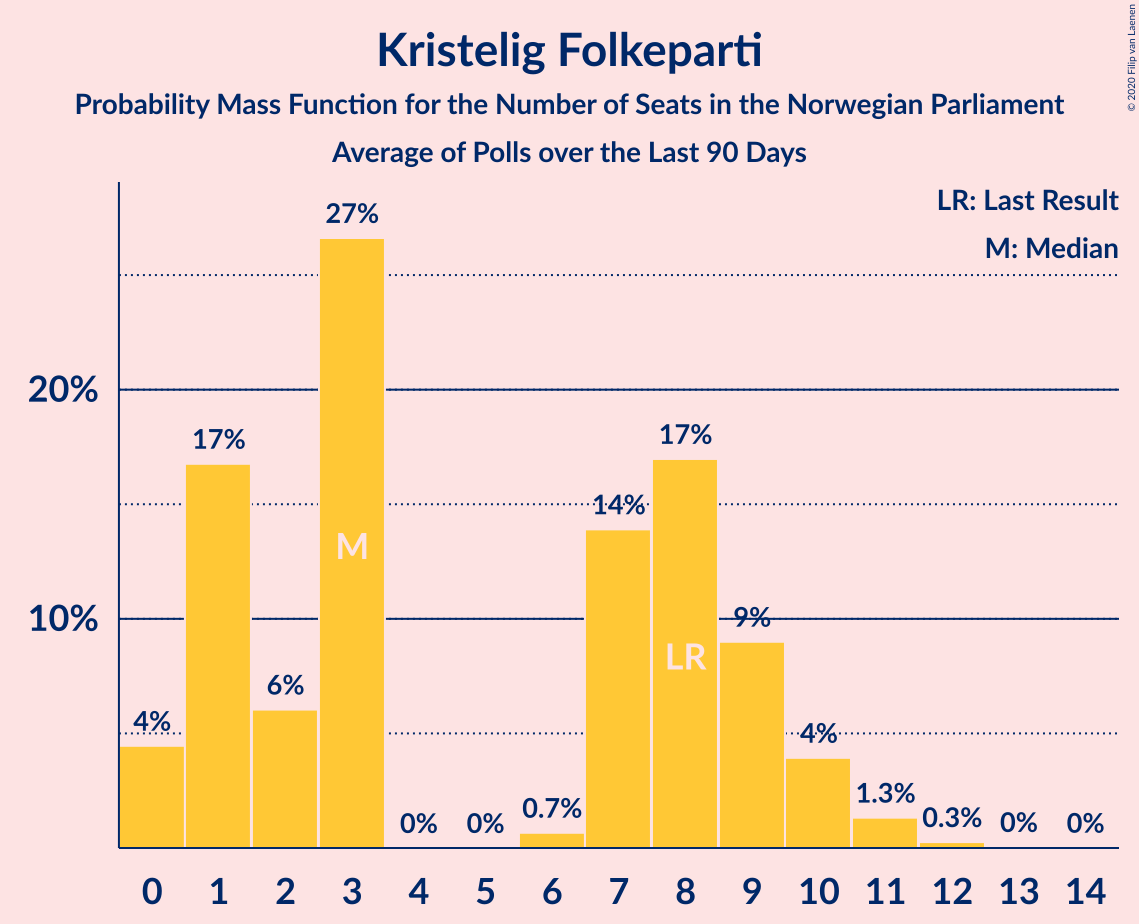 © 2020 Filip van Laenen
Kristelig Folkeparti
Probability Mass Function for the Number of Seats in the Norwegian Parliament
Average of Polls over the Last 90 Days
LR: Last Result
M: Median
27%
20%
17%
17%
14%
M
10%
9%
LR
6%
4%
4%
1.3%
0.7%
0.3%
0%
0%
0%
0%
0 1 2 3 4 5 6 7 8 9 10 11 12 13 14